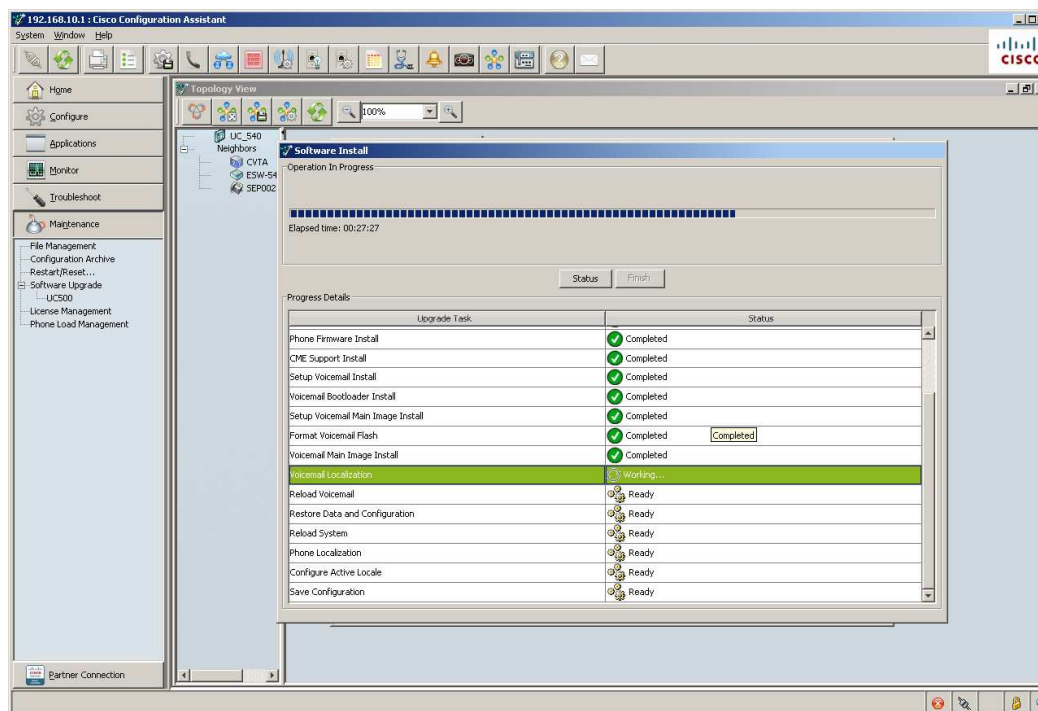 192.168.10.1 : Cisco Configuration Assistant
System Window Help
CISCO
Home
Configure
Applications
Monitor
Troubleshoot
Maintenance
File Management
Configuration Archive
Restart/Reset...
Software Upgrade
UC500
License Management
Phone Load Management
Partner Connection
Topology View
100%
UC_540
Neighbors
CVTA
ESW-54
SEP002
Software Install
Operation In Progress
Elapsed time: 00:27:27
Status Finish
Progress Details
Upgrade Task Status
Phone Firmware Install Completed
CME Support Install Completed
Setup Voicemail Install Completed
Voicemail Bootloader Install Completed
Setup Voicemail Main Image Install Completed
Format Voicemail Flash Completed Completed
Voicemail Main Image Install Completed
Voicemail Localization Working...
Reload Voicemail Ready
Restore Data and Configuration Ready
Reload System Ready
Phone Localization Ready
Configure Active Locale Ready
Save Configuration Ready